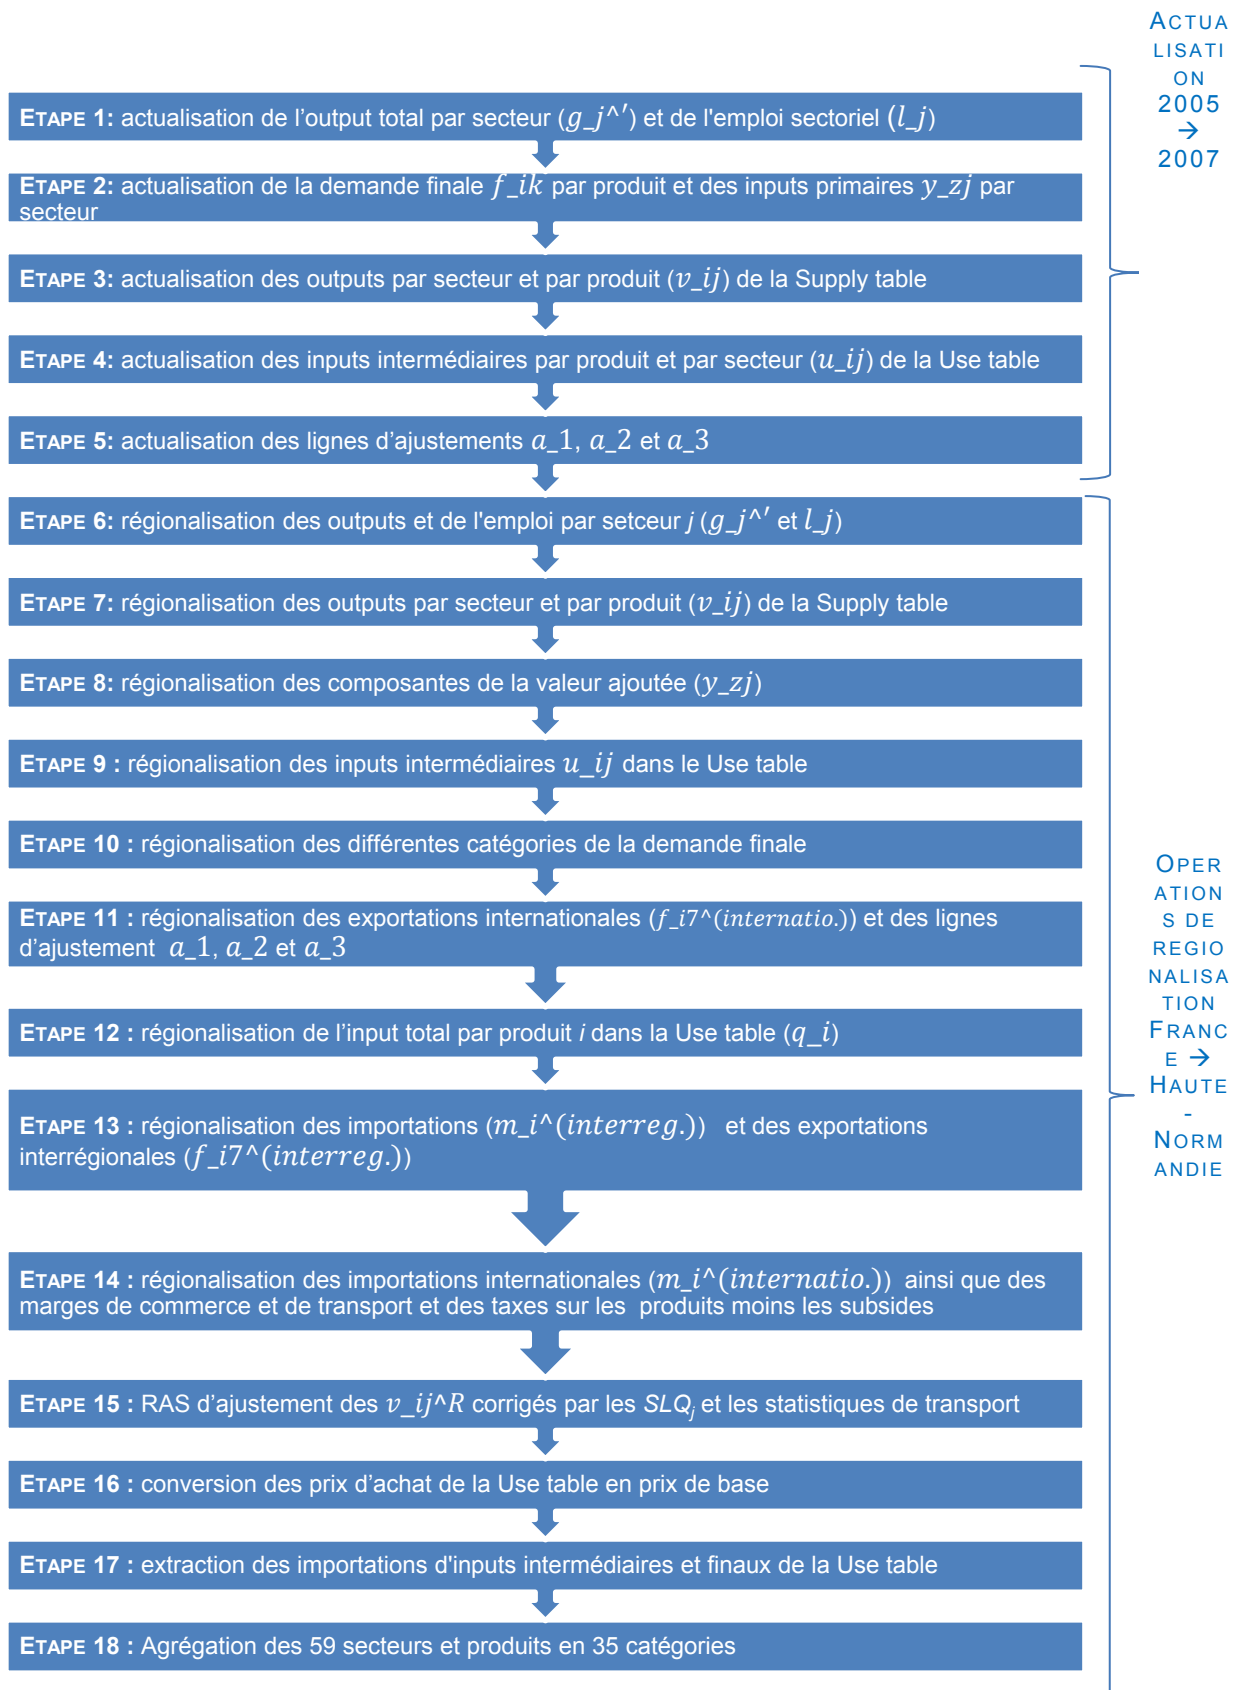 ACTUA
LISATI
ON
2005
→
2007
ETAPE 1: actualisation de l'output total par secteur (g_j^′) et de l'emploi sectoriel (l_j)
ETAPE 2: actualisation de la demande finale f_ik par produit et des inputs primaires y_zj par
secteur
ETAPE 3: actualisation des outputs par secteur et par produit (v_ij) de la Supply table
ETAPE 4: actualisation des inputs intermédiaires par produit et par secteur (u_ij) de la Use table
ETAPE 5: actualisation des lignes d'ajustements a_1, a_2 et a_3
ETAPE 6: régionalisation des outputs et de l'emploi par setceur j (g_j^′ et l_j)
ETAPE 7: régionalisation des outputs par secteur et par produit (v_ij) de la Supply table
ETAPE 8: régionalisation des composantes de la valeur ajoutée (y_zj)
ETAPE 9 : régionalisation des inputs intermédiaires u_ij dans le Use table
ETAPE 10 : régionalisation des différentes catégories de la demande finale
ETAPE 11 : régionalisation des exportations internationales (f_i7^(internatio.)) et des lignes
d'ajustement a_1, a_2 et a_3
ETAPE 12 : régionalisation de l'input total par produit i dans la Use table (q_i)
ETAPE 13 : régionalisation des importations (m_i^(interreg.)) et des exportations
interrégionales (f_i7^(interreg.))
ETAPE 14 : régionalisation des importations internationales (m_i^(internatio.)) ainsi que des
marges de commerce et de transport et des taxes sur les produits moins les subsides
ETAPE 15 : RAS d'ajustement des v_ij^R corrigés par les SLQj et les statistiques de transport
ETAPE 16 : conversion des prix d'achat de la Use table en prix de base
ETAPE 17 : extraction des importations d'inputs intermédiaires et finaux de la Use table
ETAPE 18 : Agrégation des 59 secteurs et produits en 35 catégories
OPER
ATION
S DE
REGIO
NALISA
TION
FRANC
E →
HAUTE
-
NORM
ANDIE